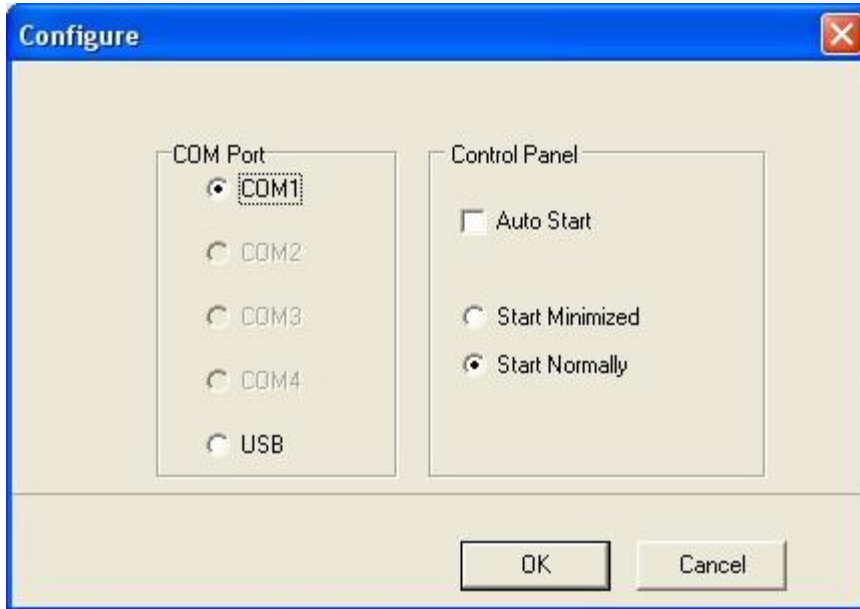 Configure
COM Port
COM1
COM2
COM3
COM4
USB
Control Panel
Auto Start
Start Minimized
Start Normally
OK
Cancel